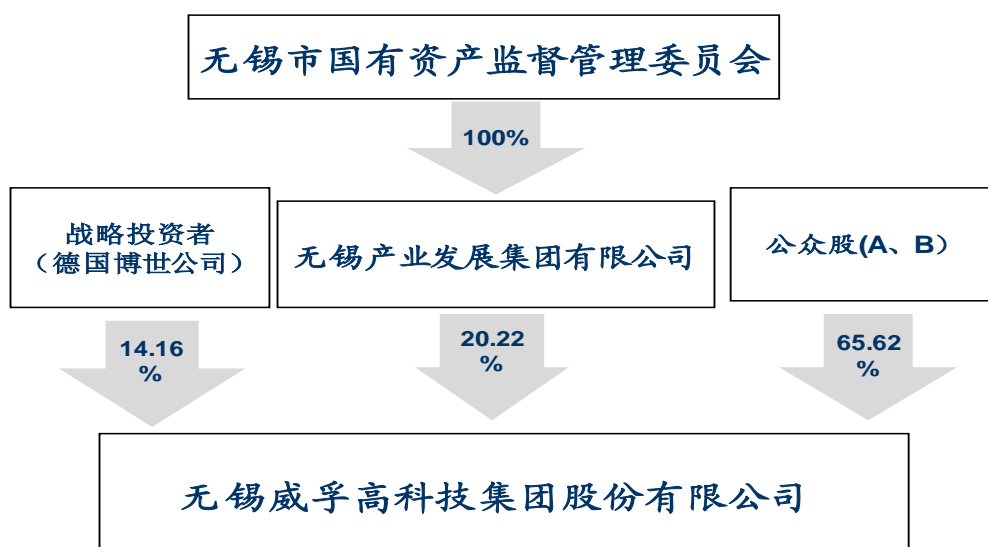 无锡市国有资产监督管理委员会
100%
战略投资者
（德国博世公司）
无锡产业发展集团有限公司
公众股(A、B）
14.16
%
20.22
%
65.62
%
无锡威孚高科技集团股份有限公司